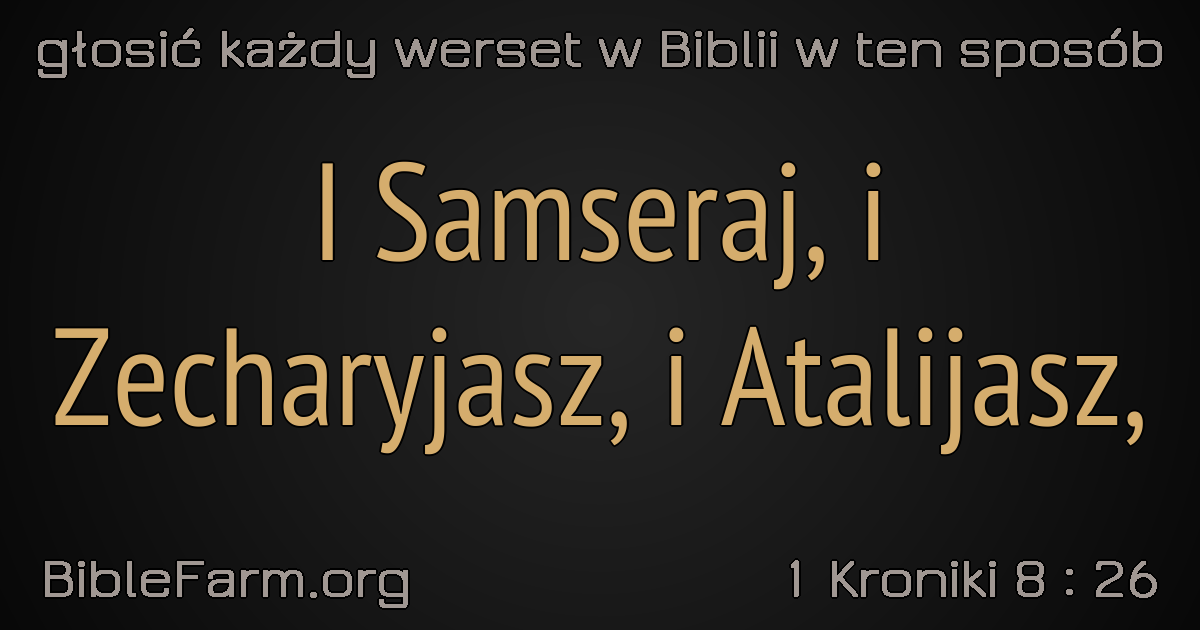 głosić każdy werset w Biblii w ten sposób
I Samseraj, i
Zecharyjasz, i Atalijasz,
BibleFarm.org
1 Kroniki 8 : 26